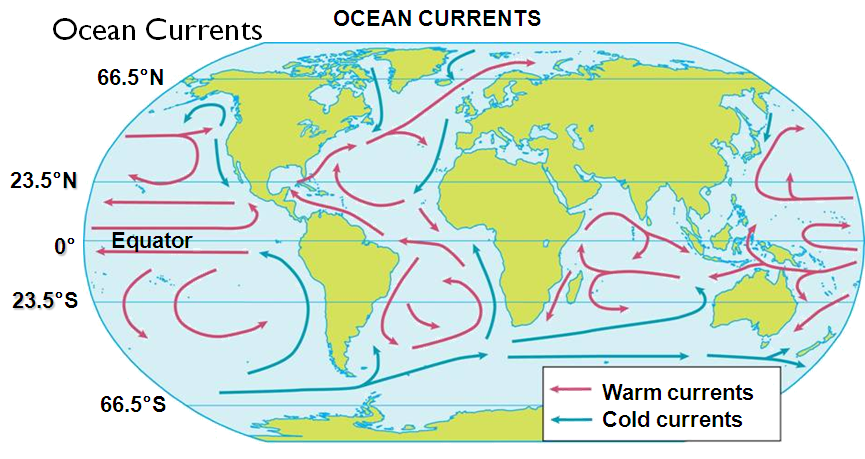 OCEAN CURRENTS
Ocean Currents
66.5°N
23.5°N
0°
Equator
23.5°S
66.5°S
Warm currents
Cold currents